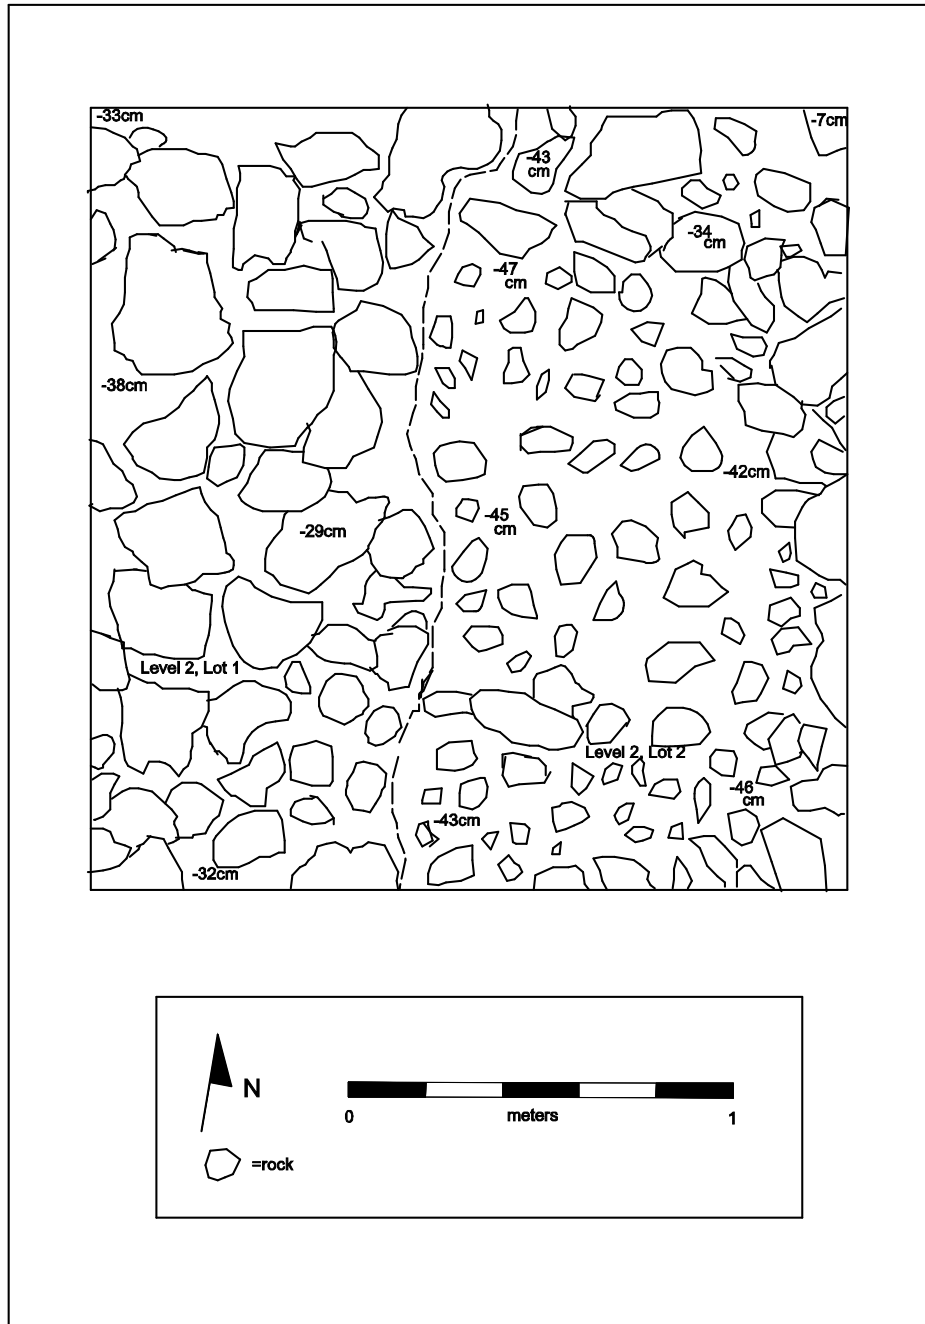 -33cm
-7cm
-43
cm
-34
cm
-47
cm
-38cm
-42cm
-45
cm
-29cm
Level 2, Lot 1
Level 2, Lot 2
-46
cm
-43cm
-32cm
N
0
meters
1
=rock